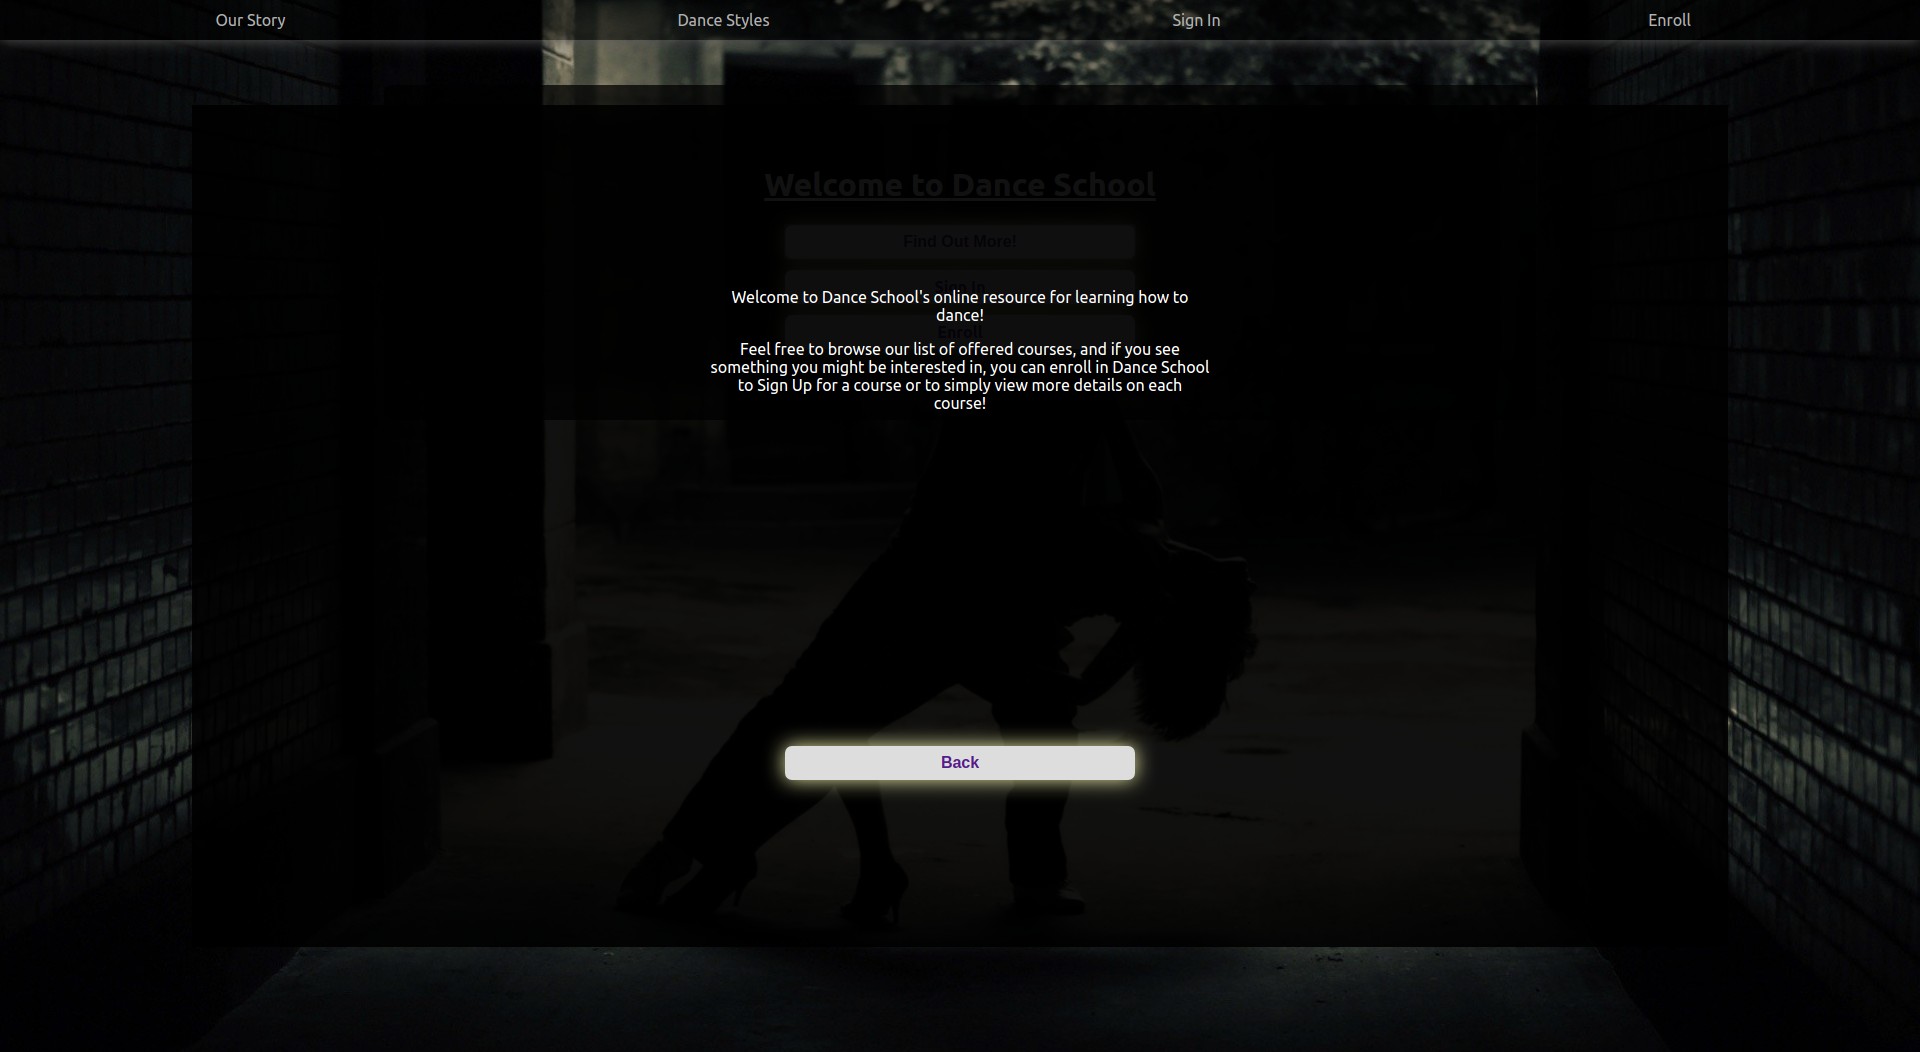 Our Story
Dance Styles
Sign In
Enroll
Welcome to Dance School
Find Out More!
Sign In
Welcome to Dance School's online resource for learning how to
dance!
Enroll
Feel free to browse our list of offered courses, and if you see
something you might be interested in, you can enroll in Dance School
to Sign Up for a course or to simply view more details on each
course!
Back